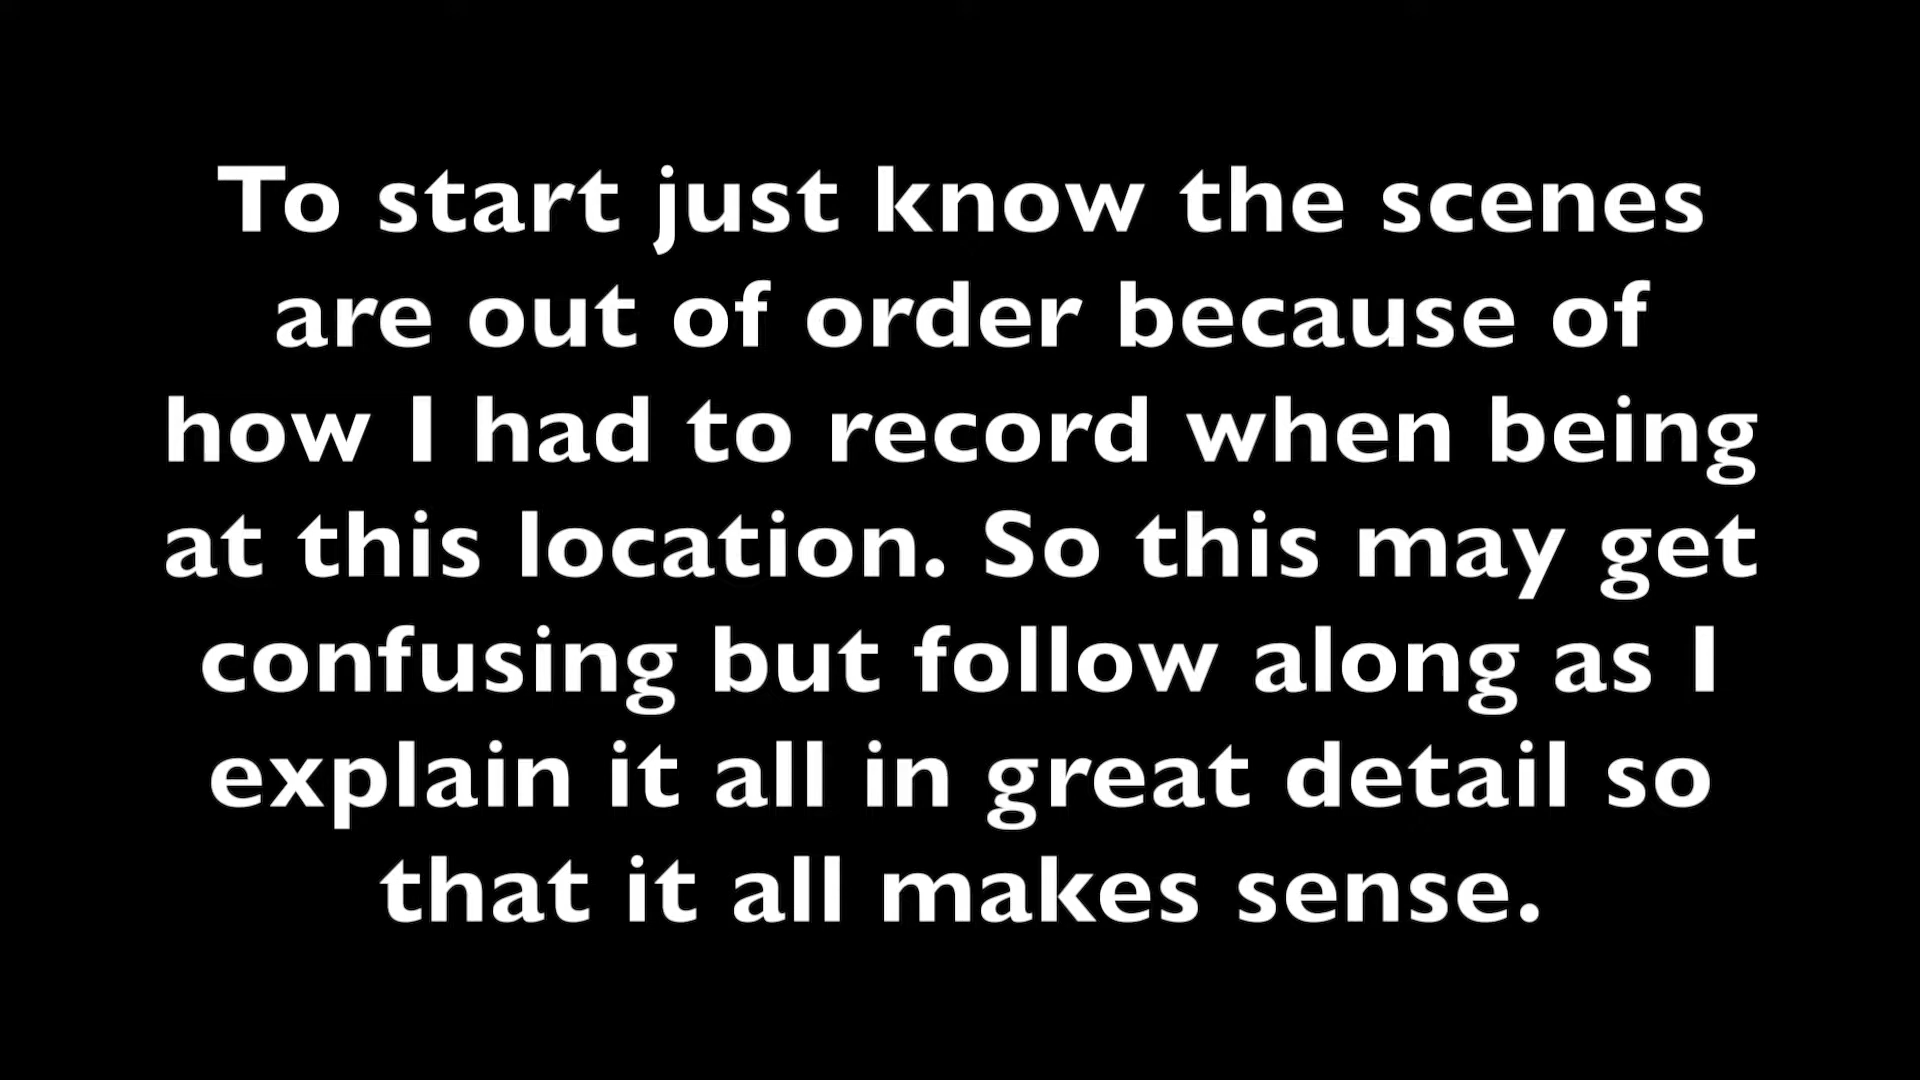 To start just know the scenes
are out of order because of
how I had to record when being
at this location. So this may get
confusing but follow along as I
explain it all in great detail so
that it all makes sense.